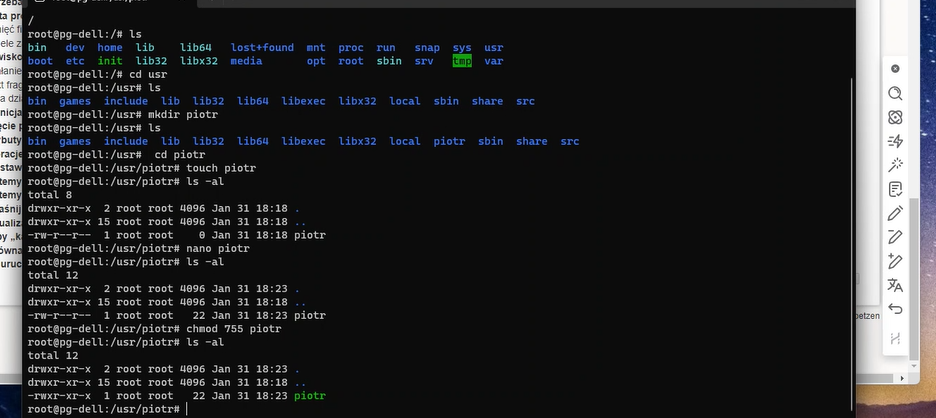 /
root@pg-dell:/# ls
bin dev home lib lib64 lost+found mnt proc run snap sys usr
boot etc init lib32 libx32 media opt root sbin srv tmp var
root@pg-dell:/# cd usr
root@pg-dell:/usr# ls
bin games include lib lib32 lib64 libexec libx32 local sbin share src
root@pg-dell:/usr# mkdir piotr
root@pg-dell:/usr# ls
bin games include lib lib32 lib64 libexec libx32 local piotr sbin share src
root@pg-dell:/usr# cd piotr
root@pg-dell:/usr/piotr# touch piotr
root@pg-dell:/usr/piotr# ls -al
total 8
drwxr-xr-x 2 root root 4096 Jan 31 18:18 .
drwxr-xr-x 15 root root 4096 Jan 31 18:18 ..
-rw-r--r-- 1 root root 0 Jan 31 18:18 piotr
root@pg-dell:/usr/piotr# nano piotr
root@pg-dell:/usr/piotr# ls -al
total 12
drwxr-xr-x 2 root root 4096 Jan 31 18:23 .
drwxr-xr-x 15 root root 4096 Jan 31 18:18 ..
-rw-r--r-- 1 root root 22 Jan 31 18:23 piotr
root@pg-dell:/usr/piotr# chmod 755 piotr
root@pg-dell:/usr/piotr# ls -al
total 12
drwxr-xr-x 2 root root 4096 Jan 31 18:23 .
drwxr-xr-x 15 root root 4096 Jan 31 18:18 ..
-rwxr-xr-x 1 root root 22 Jan 31 18:23 piotr
root@pg-dell:/usr/piotr#